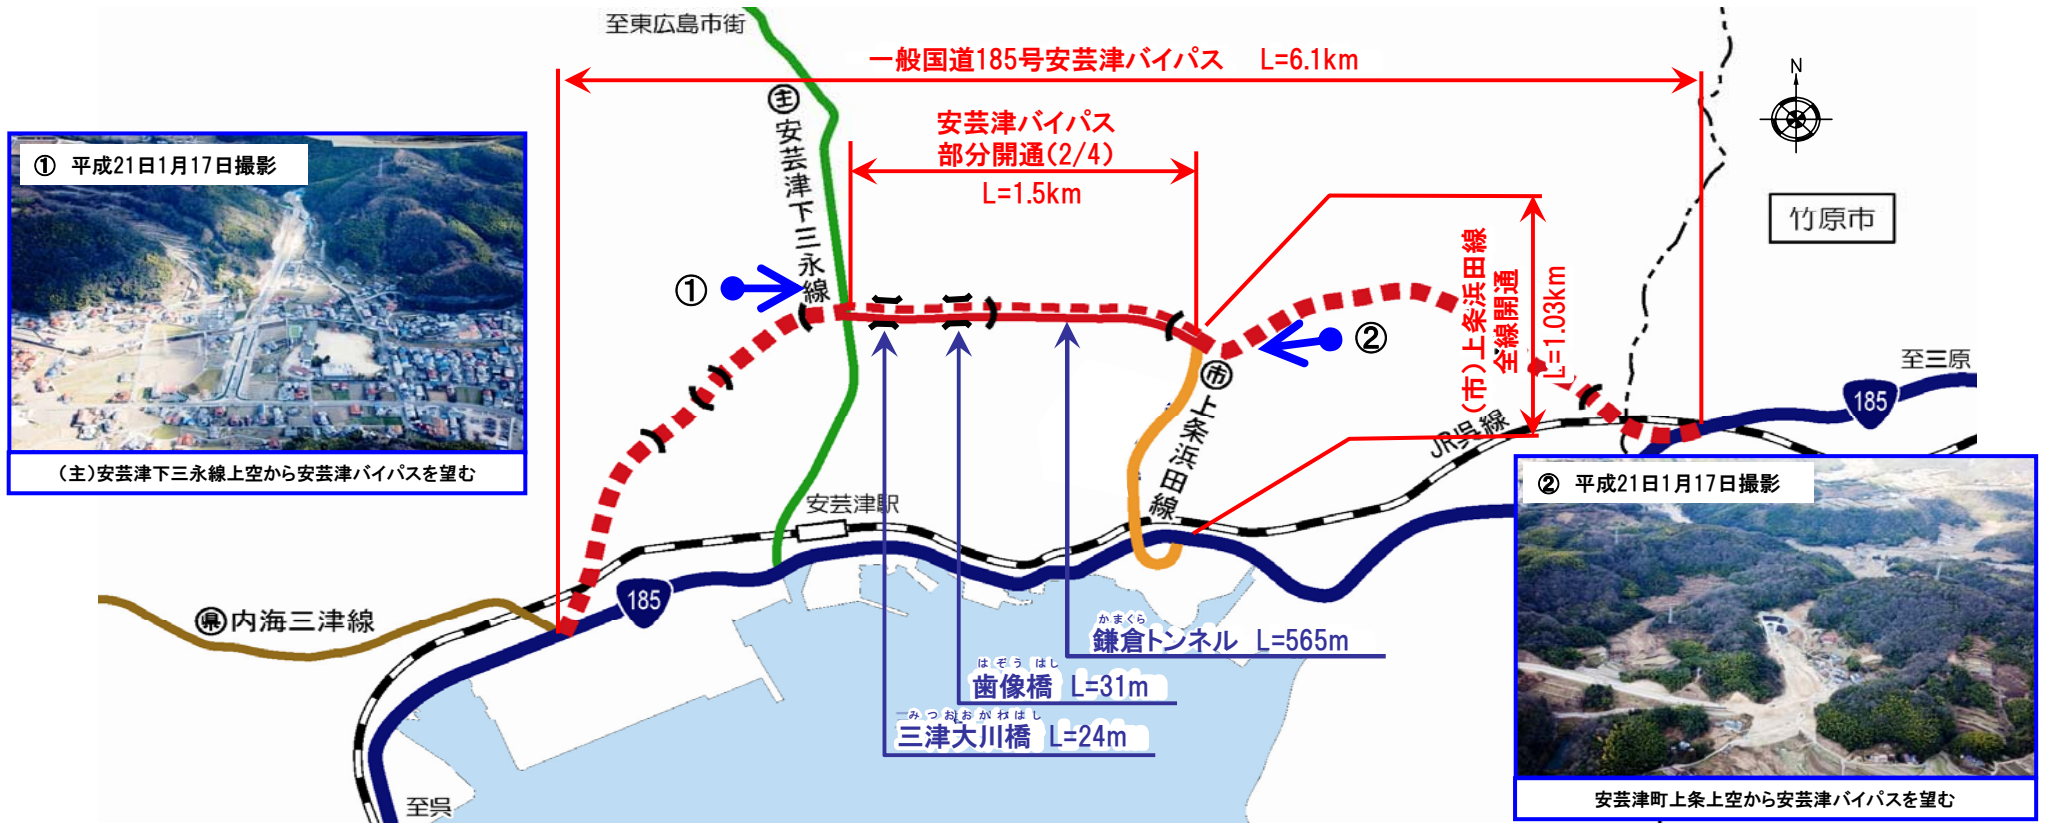 至東広島市街
一般国道185号安芸津バイパス L=6.1km
N
主 安芸津下三永線
安芸津バイパス
部分開通(2/4)
L=1.5km
竹原市
① 平成21日1月17日撮影
(主)安芸津下三永線上空から安芸津バイパスを望む
①
②
(市)上条浜田線
全線開通
L=1.03km
市 上条浜田線
至三原
185
JR呉線
安芸津駅
185
県 内海三津線
かまくら
鎌倉トンネル L=565m
はぞうはし
歯像橋 L=31m
みつおおかわはし
三津大川橋 L=24m
至呉
② 平成21日1月17日撮影
安芸津町上条上空から安芸津バイパスを望む